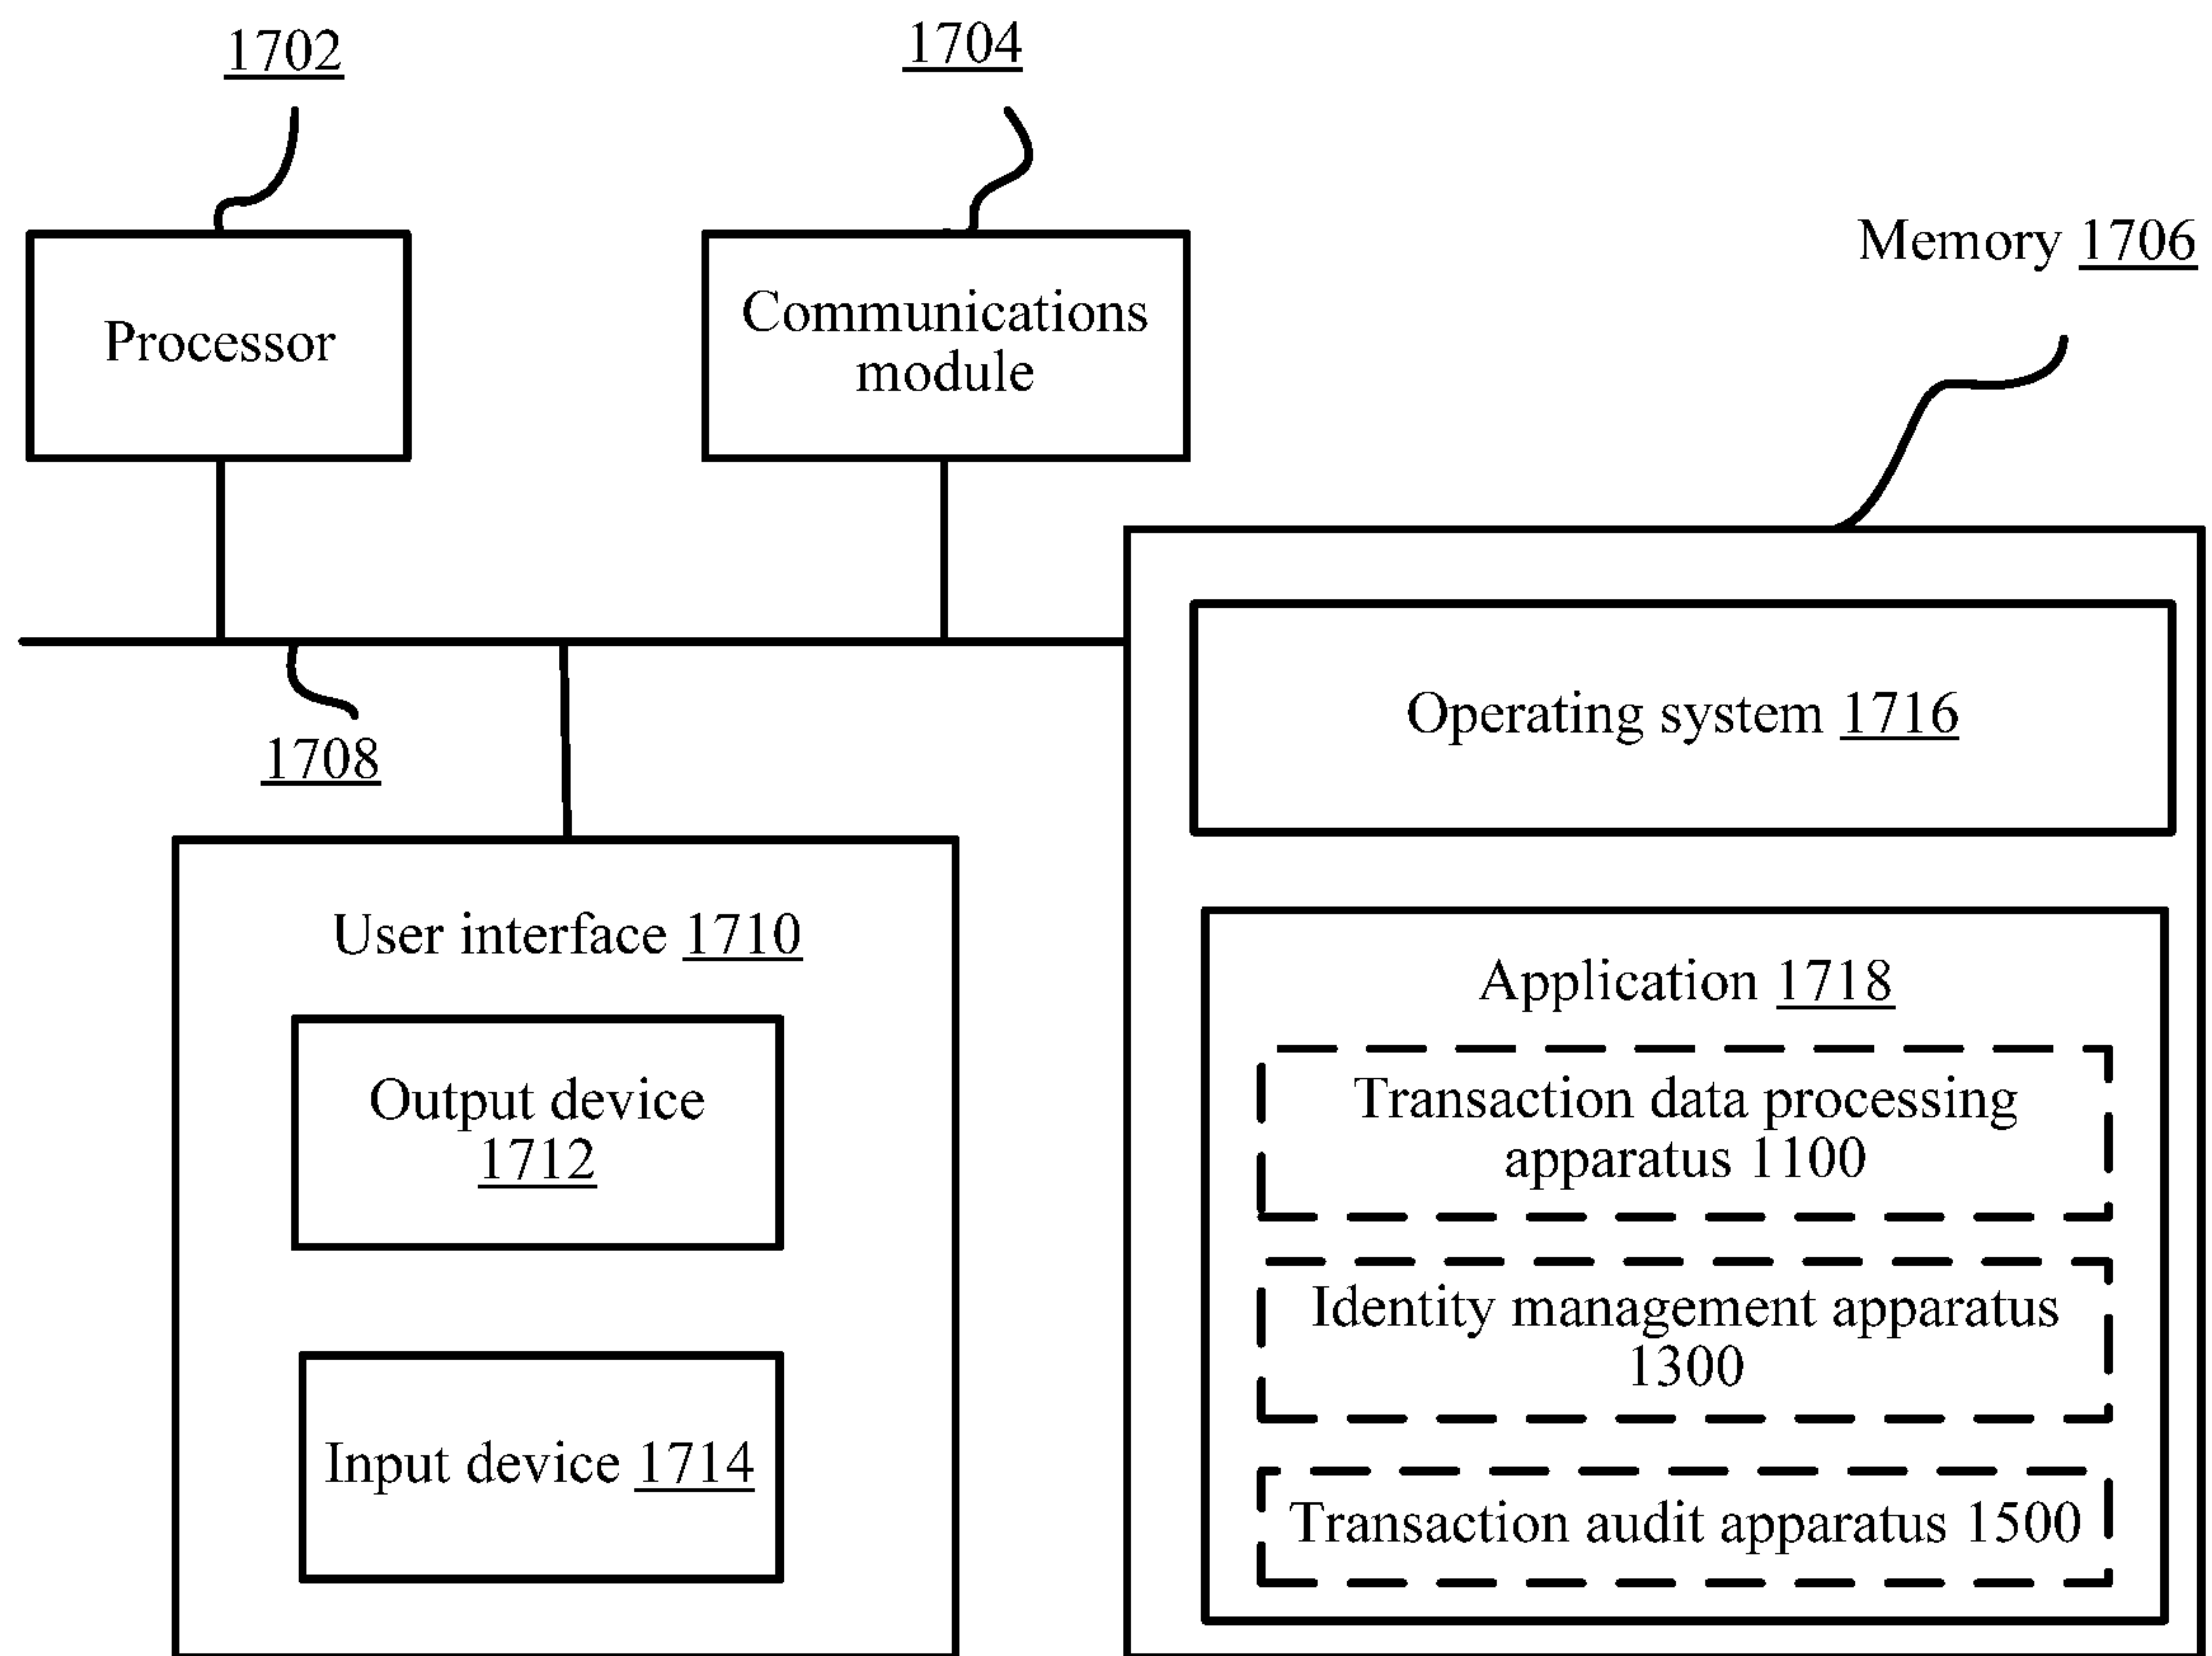 1702
1704
Memory 1706
Processor
Communications
module
1708
Operating system 1716
User interface 1710
Output device
1712
Input device 1714
Application 1718
Transaction data processing
apparatus 1100
Identity management apparatus
1300
Transaction audit apparatus 1500